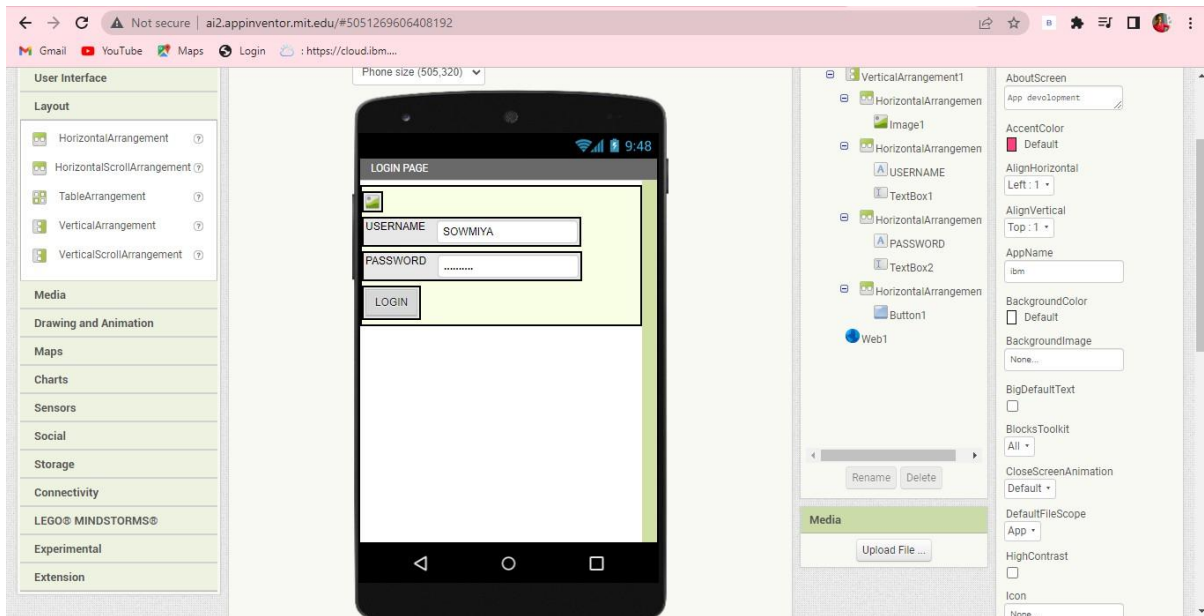 Not secure | ai2.appinventor.mit.edu/#5051269606408192
Gmail YouTube Maps Login : https://cloud.ibm....
User Interface
Layout
HorizontalArrangement
HorizontalScrollArrangement
TableArrangement
VerticalArrangement
VerticalScrollArrangement
Media
Drawing and Animation
Maps
Charts
Sensors
Social
Storage
Connectivity
LEGO® MINDSTORMS®
Experimental
Extension
Phone size (505,320)
9:48
LOGIN PAGE
USERNAME SOWMIYA
PASSWORD ..........
LOGIN
VerticalArrangement1
HorizontalArrangemen
Image1
HorizontalArrangemen
USERNAME
TextBox1
HorizontalArrangemen
PASSWORD
TextBox2
HorizontalArrangemen
Button1
Web1
Rename Delete
Media
Upload File ...
AboutScreen
App devolopment
AccentColor
Default
AlignHorizontal
Left : 1
AlignVertical
Top : 1
AppName
ibm
BackgroundColor
Default
BackgroundImage
None...
BigDefaultText
BlocksToolkit
All
CloseScreenAnimation
Default
DefaultFileScope
App
HighContrast
Icon
None...